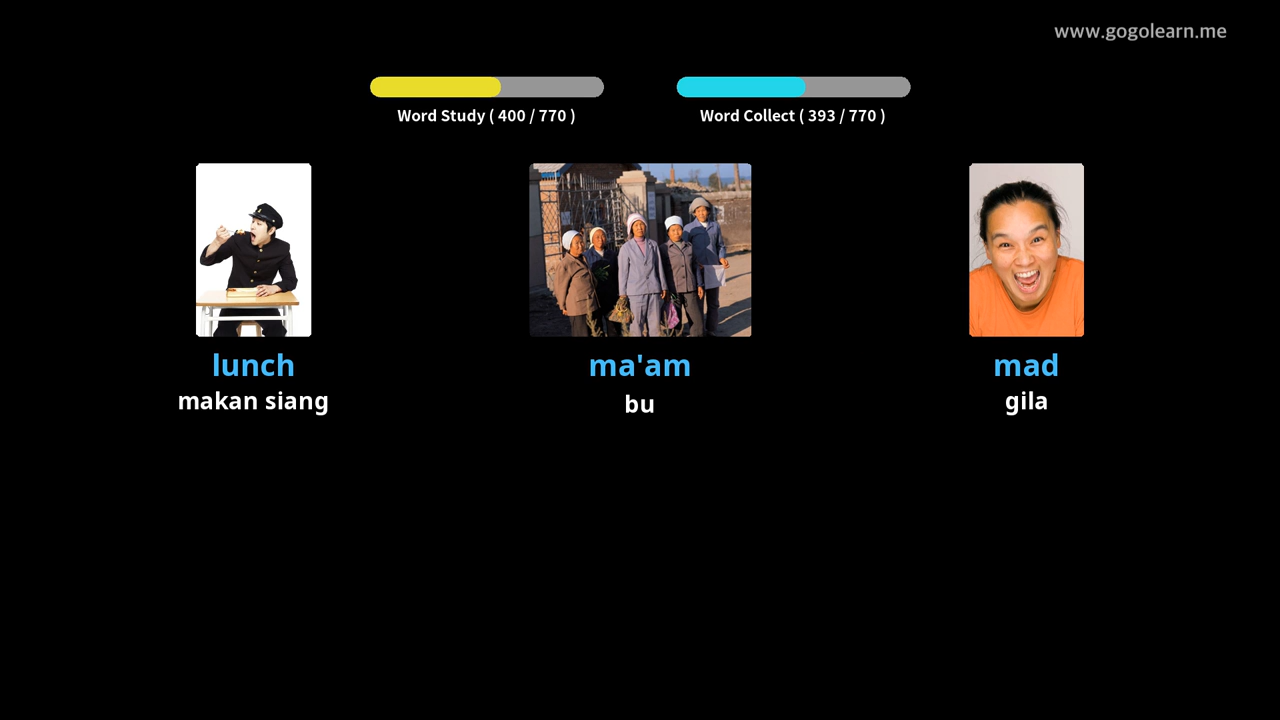 www.gogolearn.me
Word Study ( 400 / 770 )
Word Collect ( 393 / 770 )
lunch
makan siang
ma'am
bu
mad
gila